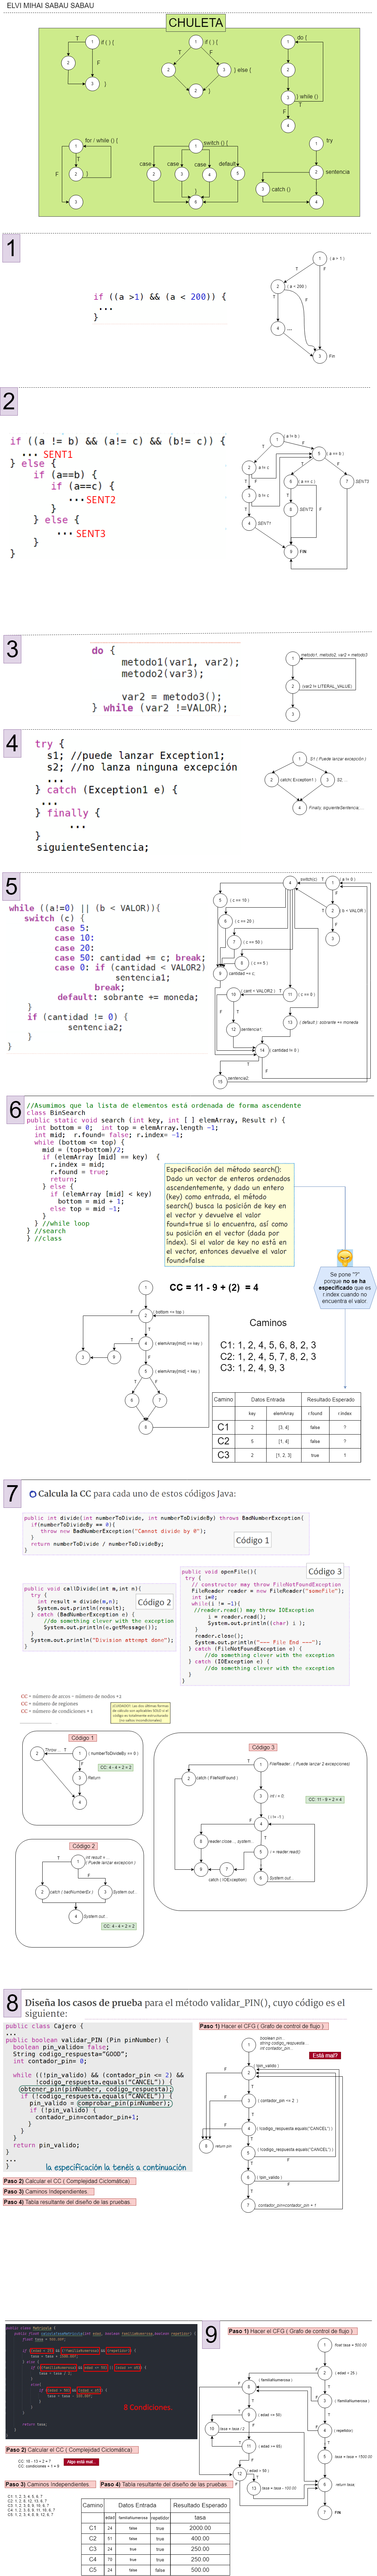 ELVI MIHAI SABAU SABAU
CHULETA
if ( ) {
}
if ( ) {
} else {
}
do {
} while ()
for / while () {
}
switch () {
case
case
case
default
}
try
sentencia
catch ()
1
if ((a >1) && (a < 200)) {
...
}
( a > 1 )
( a < 200 )
Fin
2
if ((a != b) && (a!= c) && (b!= c)) {
... SENT1
} else {
if (a==b) {
if (a==c) {
... SENT2
}
} else {
... SENT3
}
}
( a != b )
( a == b )
a != c
( a == c )
SENT3
b != c
SENT2
SENT1
FIN
3
do {
metodo1(var1, var2);
metodo2(var3);
var2 = metodo3();
} while (var2 !=VALOR);
metodo1, metodo2, var2 = metodo3
(var2 != LITERAL_VALUE)
4
try {
s1; //puede lanzar Exception1;
s2; //no lanza ninguna excepción
...
} catch (Exception1 e) {
...
} finally {
...
}
siguienteSentencia;
S1 ( Puede lanzar excepción )
catch( Exception1 )
S2, ...
Finally, siguienteSentencia,...
5
while ((a!=0) || (b < VALOR)){
switch (c) {
case 5:
case 10:
case 20:
case 50: cantidad += c; break;
case 0: if (cantidad < VALOR2)
sentencia1;
break;
default: sobrante += moneda;
}
if (cantidad != 0) {
sentencia2;
}
}
switch(c)
( a != 0 )
( c == 10 )
( b < VALOR )
( c == 20 )
( c == 50 )
( c == 5 )
cantidad += c;
( cant < VALOR2 )
( c == 0 )
sentencia1;
( default ): sobrante += moneda
( cantidad != 0 )
sentencia2;
6
//Asumimos que la lista de elementos está ordenada de forma ascendente
class BinSearch
public static void search (int key, int [ ] elemArray, Result r) {
int bottom = 0; int top = elemArray.length -1;
int mid; r.found= false; r.index= -1;
while (bottom <= top) {
mid = (top+bottom)/2;
if (elemArray [mid] == key) {
r.index = mid;
r.found = true;
return;
} else {
if (elemArray [mid] < key)
bottom = mid + 1;
else top = mid -1;
}
} //while loop
} //search
} //class
Especificación del método search():
Dado un vector de enteros ordenados
ascendentemente, y dado un entero
(key) como entrada, el método
search() busca la posición de key en
el vector y devuelve el valor
found=true si lo encuentra, así como
su posición en el vector (dado por
index). Si el valor de key no está en
el vector, entonces devuelve el valor
found=false
Se pone "?"
porque no se ha
especificado que es
r.index cuando no
encuentra el valor.
CC = 11 - 9 + (2) = 4
( bottom <= top )
( elemArray[mid] == key )
( elemArray[mid] < key )
Caminos
C1: 1, 2, 4, 5, 6, 8, 2, 3
C2: 1, 2, 4, 5, 7, 8, 2, 3
C3: 1, 2, 4, 9, 3
Camino Datos Entrada Resultado Esperado
key elemArray r.found r.index
C1 2 [3, 4] false ?
C2 5 [1, 4] false ?
C3 2 [1, 2, 3] true 1
7
Calcula la CC para cada uno de estos códigos Java:
public int divide(int numberToDivide, int numberToDivideBy) throws BadNumberException{
if(numberToDivideBy == 0){
throw new BadNumberException("Cannot divide by 0");
}
return numberToDivide / numberToDivideBy;
}
Código 1
public void callDivide(int m,int n){
try {
int result = divide(m,n);
System.out.println(result);
} catch (BadNumberException e) {
//do something clever with the exception
System.out.println(e.getMessage());
}
System.out.println("Division attempt done");
}
Código 2
public void openFile(){
try {
// constructor may throw FileNotFoundException
FileReader reader = new FileReader("someFile");
int i=0;
while(i != -1){
//reader.read() may throw IOException
i = reader.read();
System.out.println((char) i );
}
reader.close();
System.out.println("--- File End ---");
} catch (FileNotFoundException e) {
//do something clever with the exception
} catch (IOException e) {
//do something clever with the exception
}
}
Código 3
CC = número de arcos – número de nodos + 2
CC = número de regiones
CC = número de condiciones + 1
Código 1
Throw ...
( numberToDivideBy == 0 )
Return
CC: 4 - 4 + 2 = 2
Código 2
int result = ...
( Puede lanzar excepcion )
catch ( badNumberEx )
System.out...
System.out...
CC: 4 - 4 + 2 = 2
Código 3
FileReader.. ( Puede lanzar 2 excepciones)
catch ( FileNotFound )
int i = 0
( i != -1 )
reader.close..., system...
i = reader.read()
catch ( IOException)
System.out...
CC: 11 - 9 + 2 = 4
8
Diseña los casos de prueba para el método validar_PIN(), cuyo código es el
siguiente:
public class Cajero {
...
public boolean validar_PIN (Pin pinNumber) {
boolean pin_valido= false;
String codigo_respuesta="GOOD";
int contador_pin= 0;
while ((!pin_valido) && (contador_pin <= 2) &&
!codigo_respuesta.equals("CANCEL")) {
obtener_pin(pinNumber, codigo_respuesta);
if (!codigo_respuesta.equals("CANCEL")) {
pin_valido = comprobar_pin(pinNumber);
if (!pin_valido) {
contador_pin=contador_pin+1;
}
}
}
return pin_valido;
}
...
}
la especificación la tenéis a continuación
Paso 1) Hacer el CFG ( Grafo de control de flujo )
boolean pin...
string codigo_respuesta...
int contador_pin...
Está mal?
(!pin_valido )
( contador_pin <= 2 )
(!codigo_respuesta.equals("CANCEL") )
return pin
( !codigo_respuesta.equals("CANCEL") )
( !pin_valido )
contador_pin=contador_pin + 1
Paso 2) Calcular el CC ( Complejidad Ciclomática)
Paso 3) Caminos Independientes.
Paso 4) Tabla resultante del diseño de las pruebas.
9
8 Condiciones.
Paso 1) Hacer el CFG ( Grafo de control de flujo )
float tasa = 500.00
( edad < 25 )
( familiaNumerosa )
( !familiaNumerosa )
( edad >= 50)
( repetidor)
tasa = tasa / 2
( edad < 65)
tasa = tasa + 1500.00
( edad > 50 )
tasa = tasa - 100.00
return tasa;
FIN
Paso 2) Calcular el CC ( Complejidad Ciclomática)
CC: condiciones + 1 = 9
Algo está mal...
Paso 3) Caminos Independientes.
Paso 4) Tabla resultante del diseño de las pruebas.
Camino Datos Entrada Resultado Esperado
edad familiaNumerosa repetidor tasa
C1 24 false true 2000.00
C2 51 false true 400.00
C3 24 true true 250.00
C4 70 true true 250.00
C5 24 false false 500.00